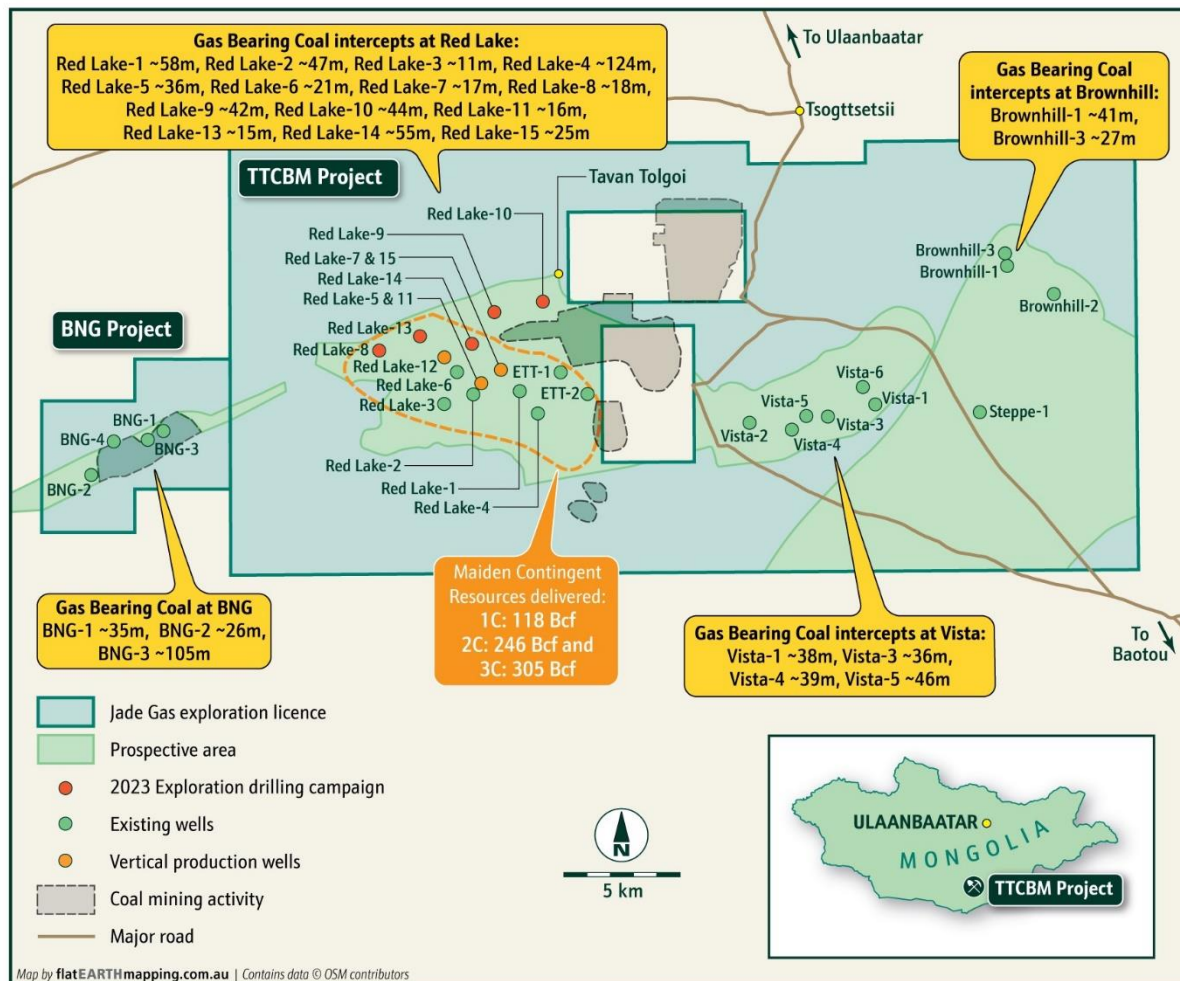 Gas Bearing Coal intercepts at Red Lake:
Red Lake-1 ~58m, Red Lake-2 ~47m, Red Lake-3 ~11m, Red Lake-4 ~124m,
Red Lake-5 ~36m, Red Lake-6 ~21m, Red Lake-7 ~17m, Red Lake-8 ~18m,
Red Lake-9 ~42m, Red Lake-10 ~44m, Red Lake-11 ~16m,
Red Lake-13 ~15m, Red Lake-14 ~55m, Red Lake-15 ~25m
To Ulaanbaatar
Tsogttsetsii
Gas Bearing Coal
intercepts at Brownhill:
Brownhill-1 ~41m,
Brownhill-3 ~27m
TTCBM Project
Tavan Tolgoi
Red Lake-10
Red Lake-9
Red Lake-7 & 15
Red Lake-14
Red Lake-5 & 11
Red Lake-13
Red Lake-8
Red Lake-12
Red Lake-6
Red Lake-3
ETT-1
ETT-2
Red Lake-2
Red Lake-1
Red Lake-4
Brownhill-3
Brownhill-1
Brownhill-2
Vista-6
Vista-1
Vista-5
Vista-3
Vista-2
Vista-4
Steppe-1
BNG Project
BNG-1
BNG-4
BNG-3
BNG-2
Gas Bearing Coal at BNG
BNG-1 ~35m, BNG-2 ~26m,
BNG-3 ~105m
Maiden Contingent
Resources delivered:
1C: 118 Bcf
2C: 246 Bcf and
3C: 305 Bcf
Gas Bearing Coal intercepts at Vista:
Vista-1 ~38m, Vista-3 ~36m,
Vista-4 ~39m, Vista-5 ~46m
To
Baotou
Jade Gas exploration licence
Prospective area
2023 Exploration drilling campaign
Existing wells
Vertical production wells
Coal mining activity
Major road
N
5 km
ULAANBAATAR
MONGOLIA
TTCBM Project
Map by flatEARTHmapping.com.au | Contains data © OSM contributors